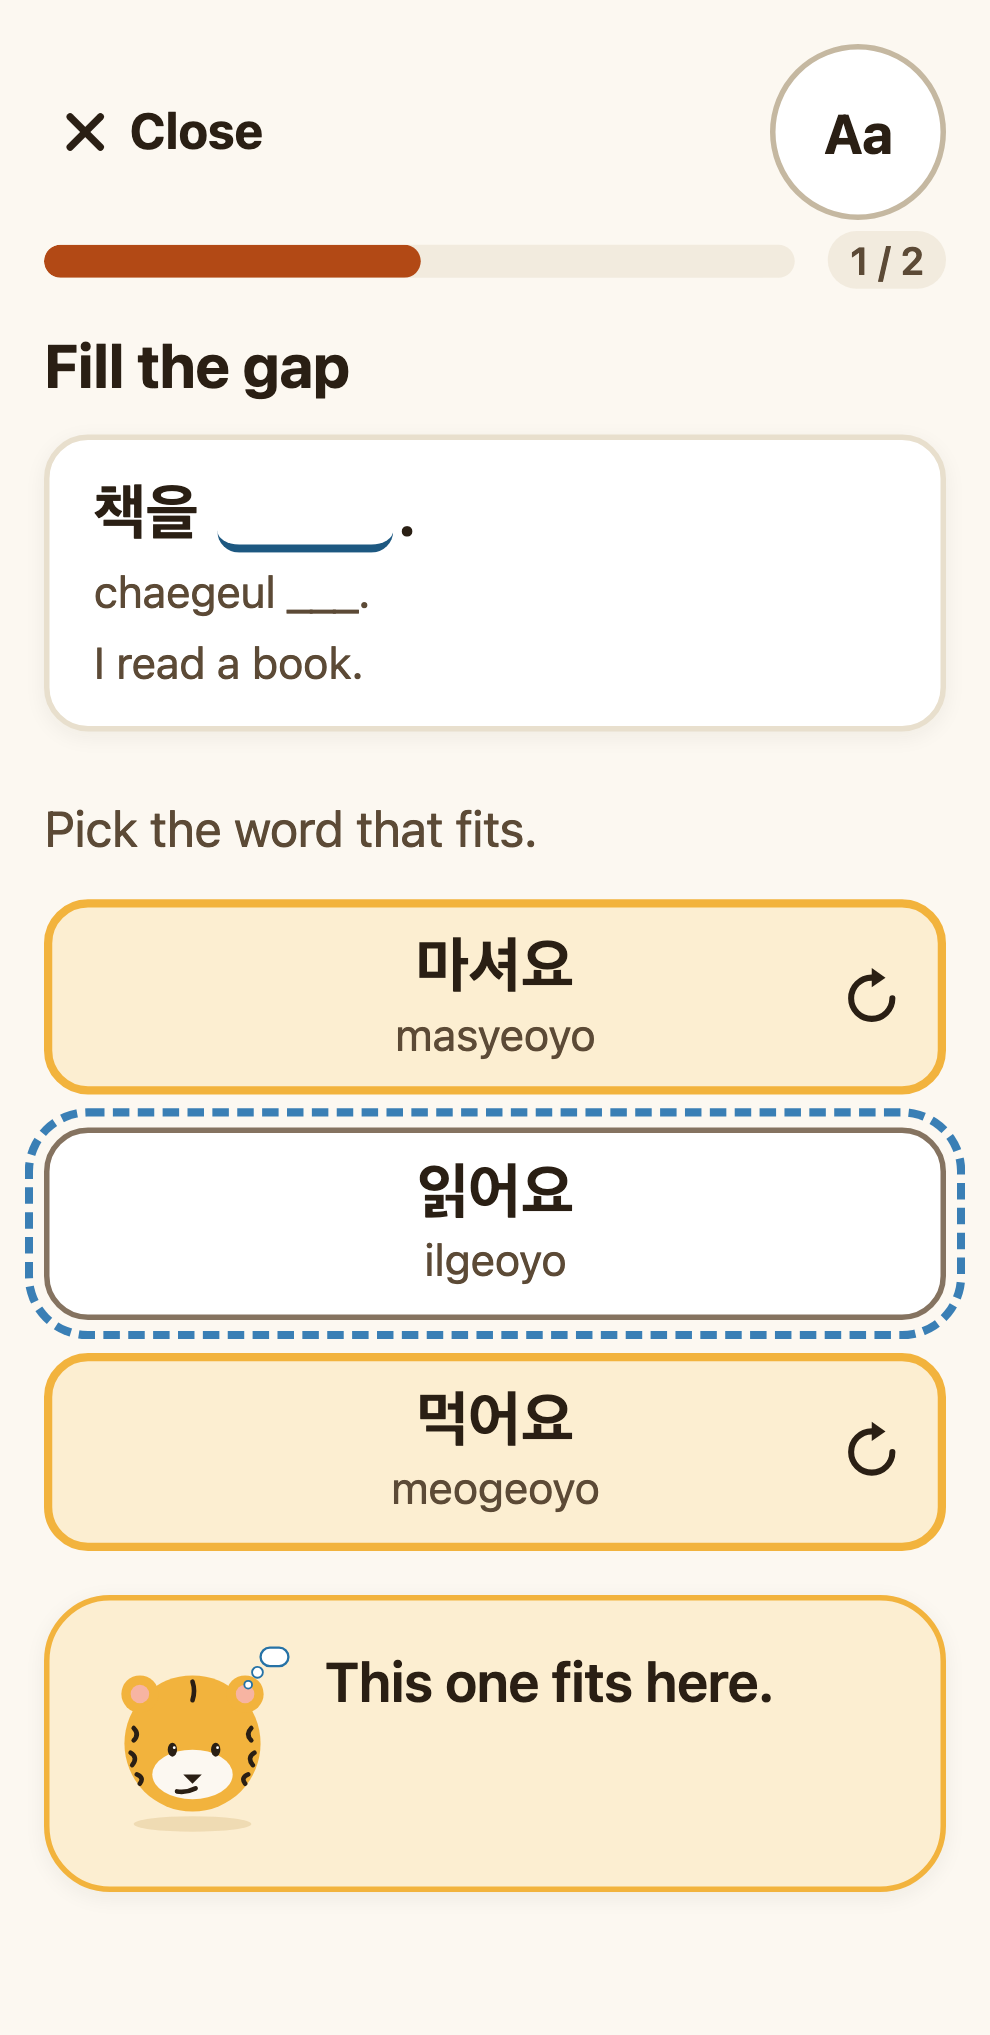 Close
Aa
1 / 2
Fill the gap
책을 _____.
chaegeul ___.
I read a book.
Pick the word that fits.
마셔요
masyeoyo
읽어요
ilgeoyo
먹어요
meogeoyo
This one fits here.